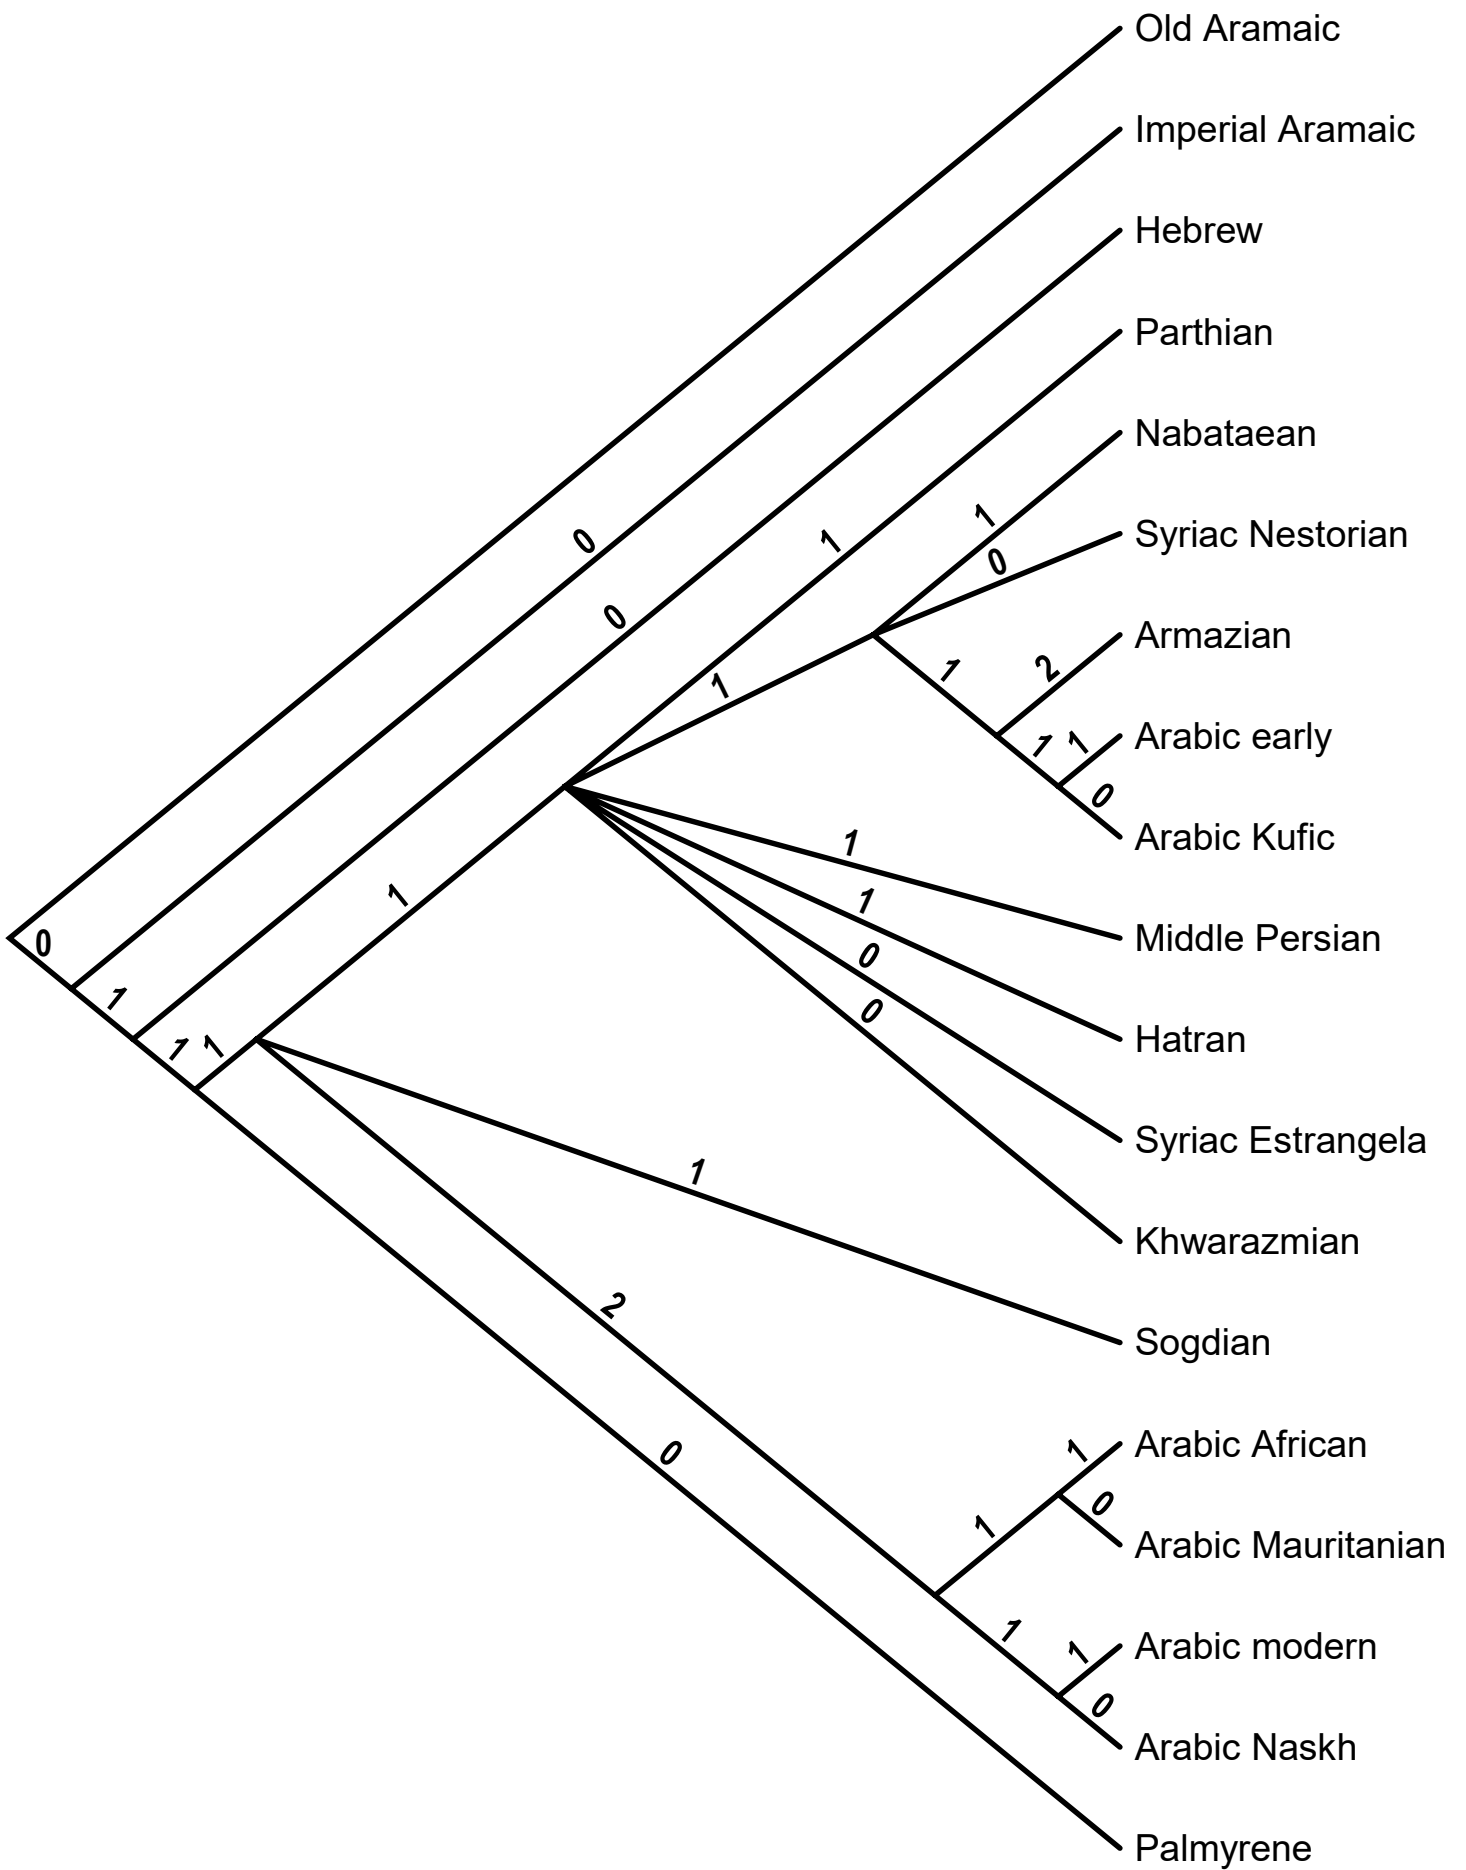 Old Aramaic
Imperial Aramaic
Hebrew
Parthian
Nabataean
1
Syriac Nestorian
0
0
1
0
Armazian
2
1
1
Arabic early
1
1
0
Arabic Kufic
1
1
Middle Persian
1
0
0
0
1
Hatran
1
1
Syriac Estrangela
1
Khwarazmian
2
Sogdian
Arabic African
1
0
0
1
Arabic Mauritanian
1
1
Arabic modern
0
Arabic Naskh
Palmyrene